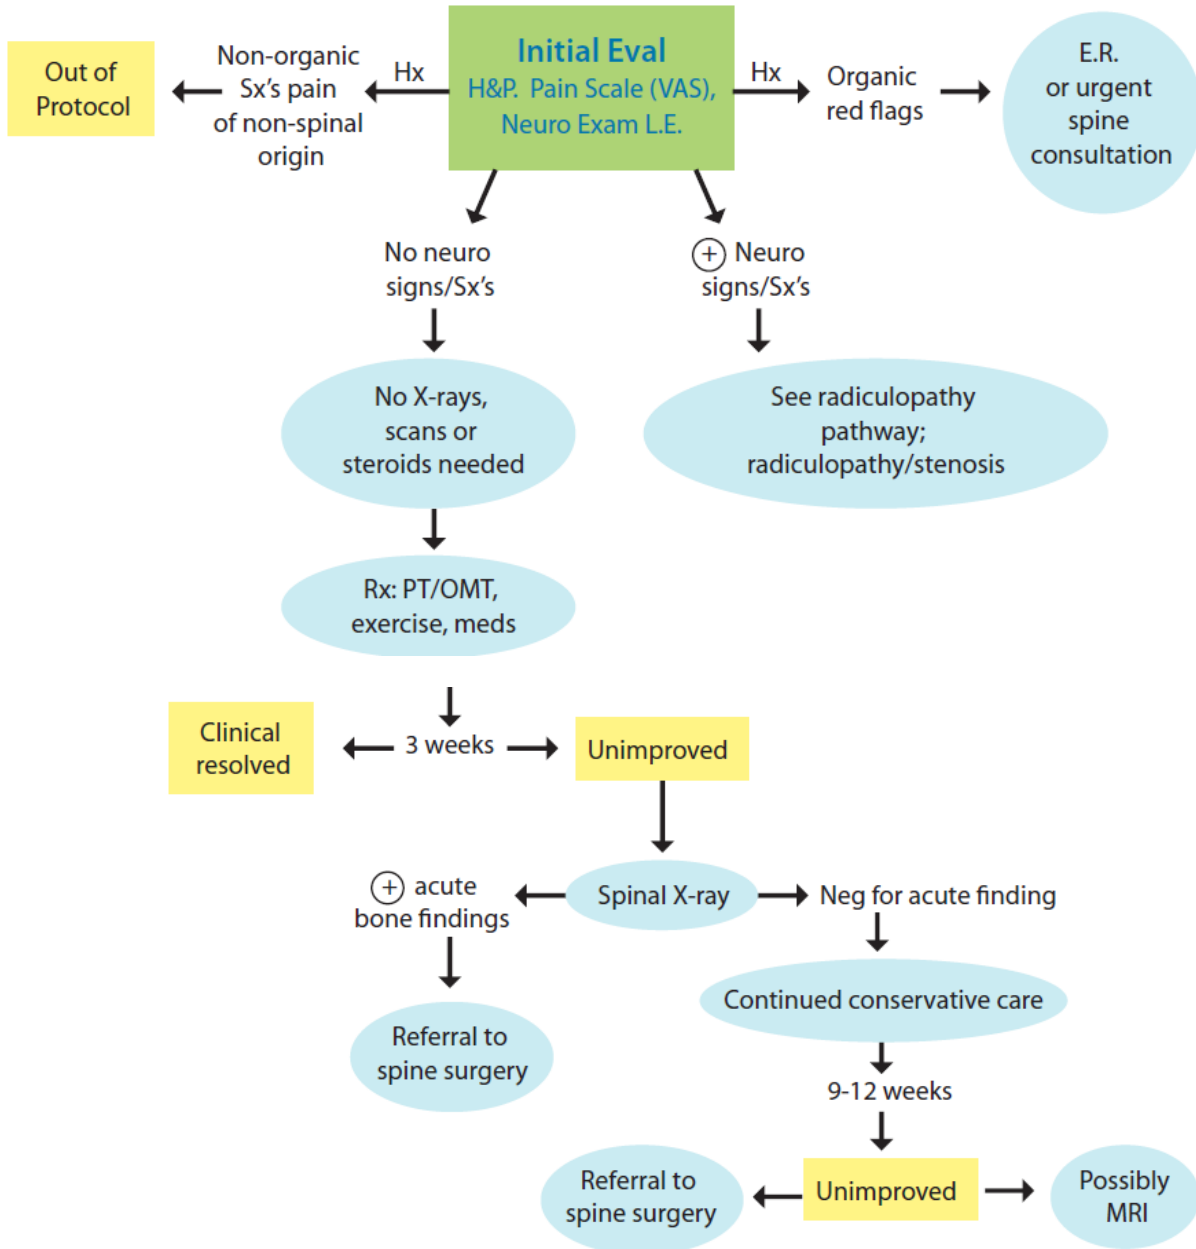 Initial Eval
H&P. Pain Scale (VAS),
Neuro Exam L.E.
Hx
Non-organic
Sx’s pain
of non-spinal
origin
Out of
Protocol
Hx
Organic
red flags
E.R.
or urgent
spine
consultation
No neuro
signs/Sx’s
+ Neuro
signs/Sx’s
No X-rays,
scans or
steroids needed
See radiculopathy
pathway;
radiculopathy/stenosis
Rx: PT/OMT,
exercise, meds
Clinical
resolved
3 weeks
Unimproved
+ acute
bone findings
Spinal X-ray
Neg for acute finding
Referral to
spine surgery
Continued conservative care
9-12 weeks
Referral to
spine surgery
Unimproved
Possibly
MRI